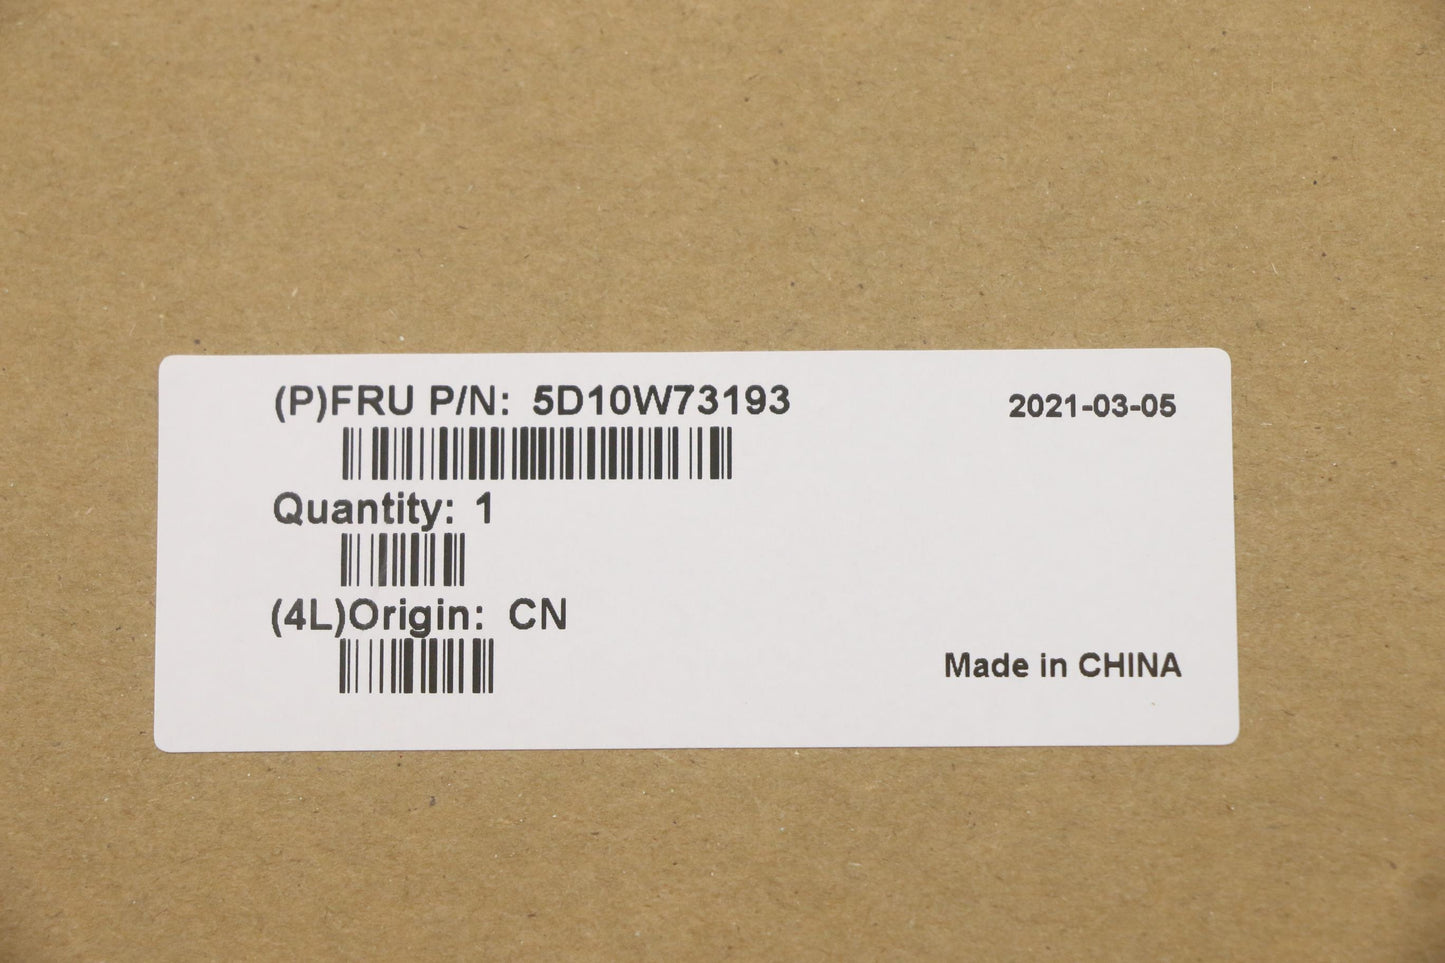 (P)FRU P/N: 5D10W73193
2021-03-05
Quantity: 1
(4L)Origin: CN
Made in CHINA